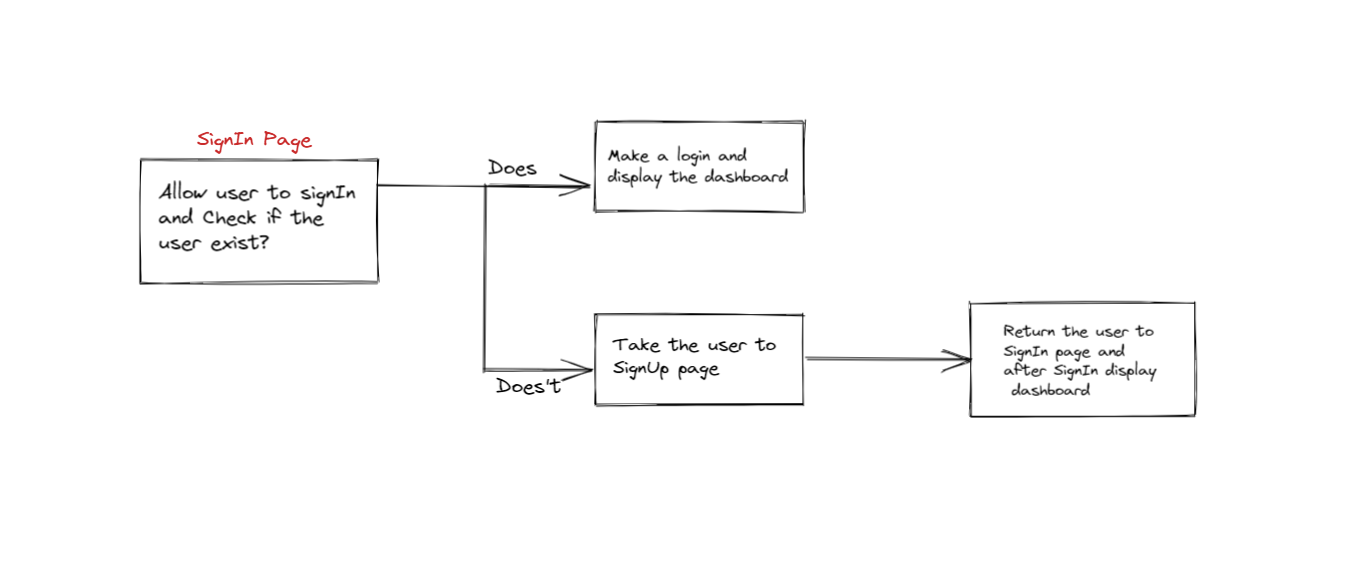 SignIn Page
Allow user to signIn
and Check if the
user exist?
Does
Make a login and
display the dashboard
Does't
Take the user to
SignUp page
Return the user to
SignIn page and
after SignIn display
dashboard